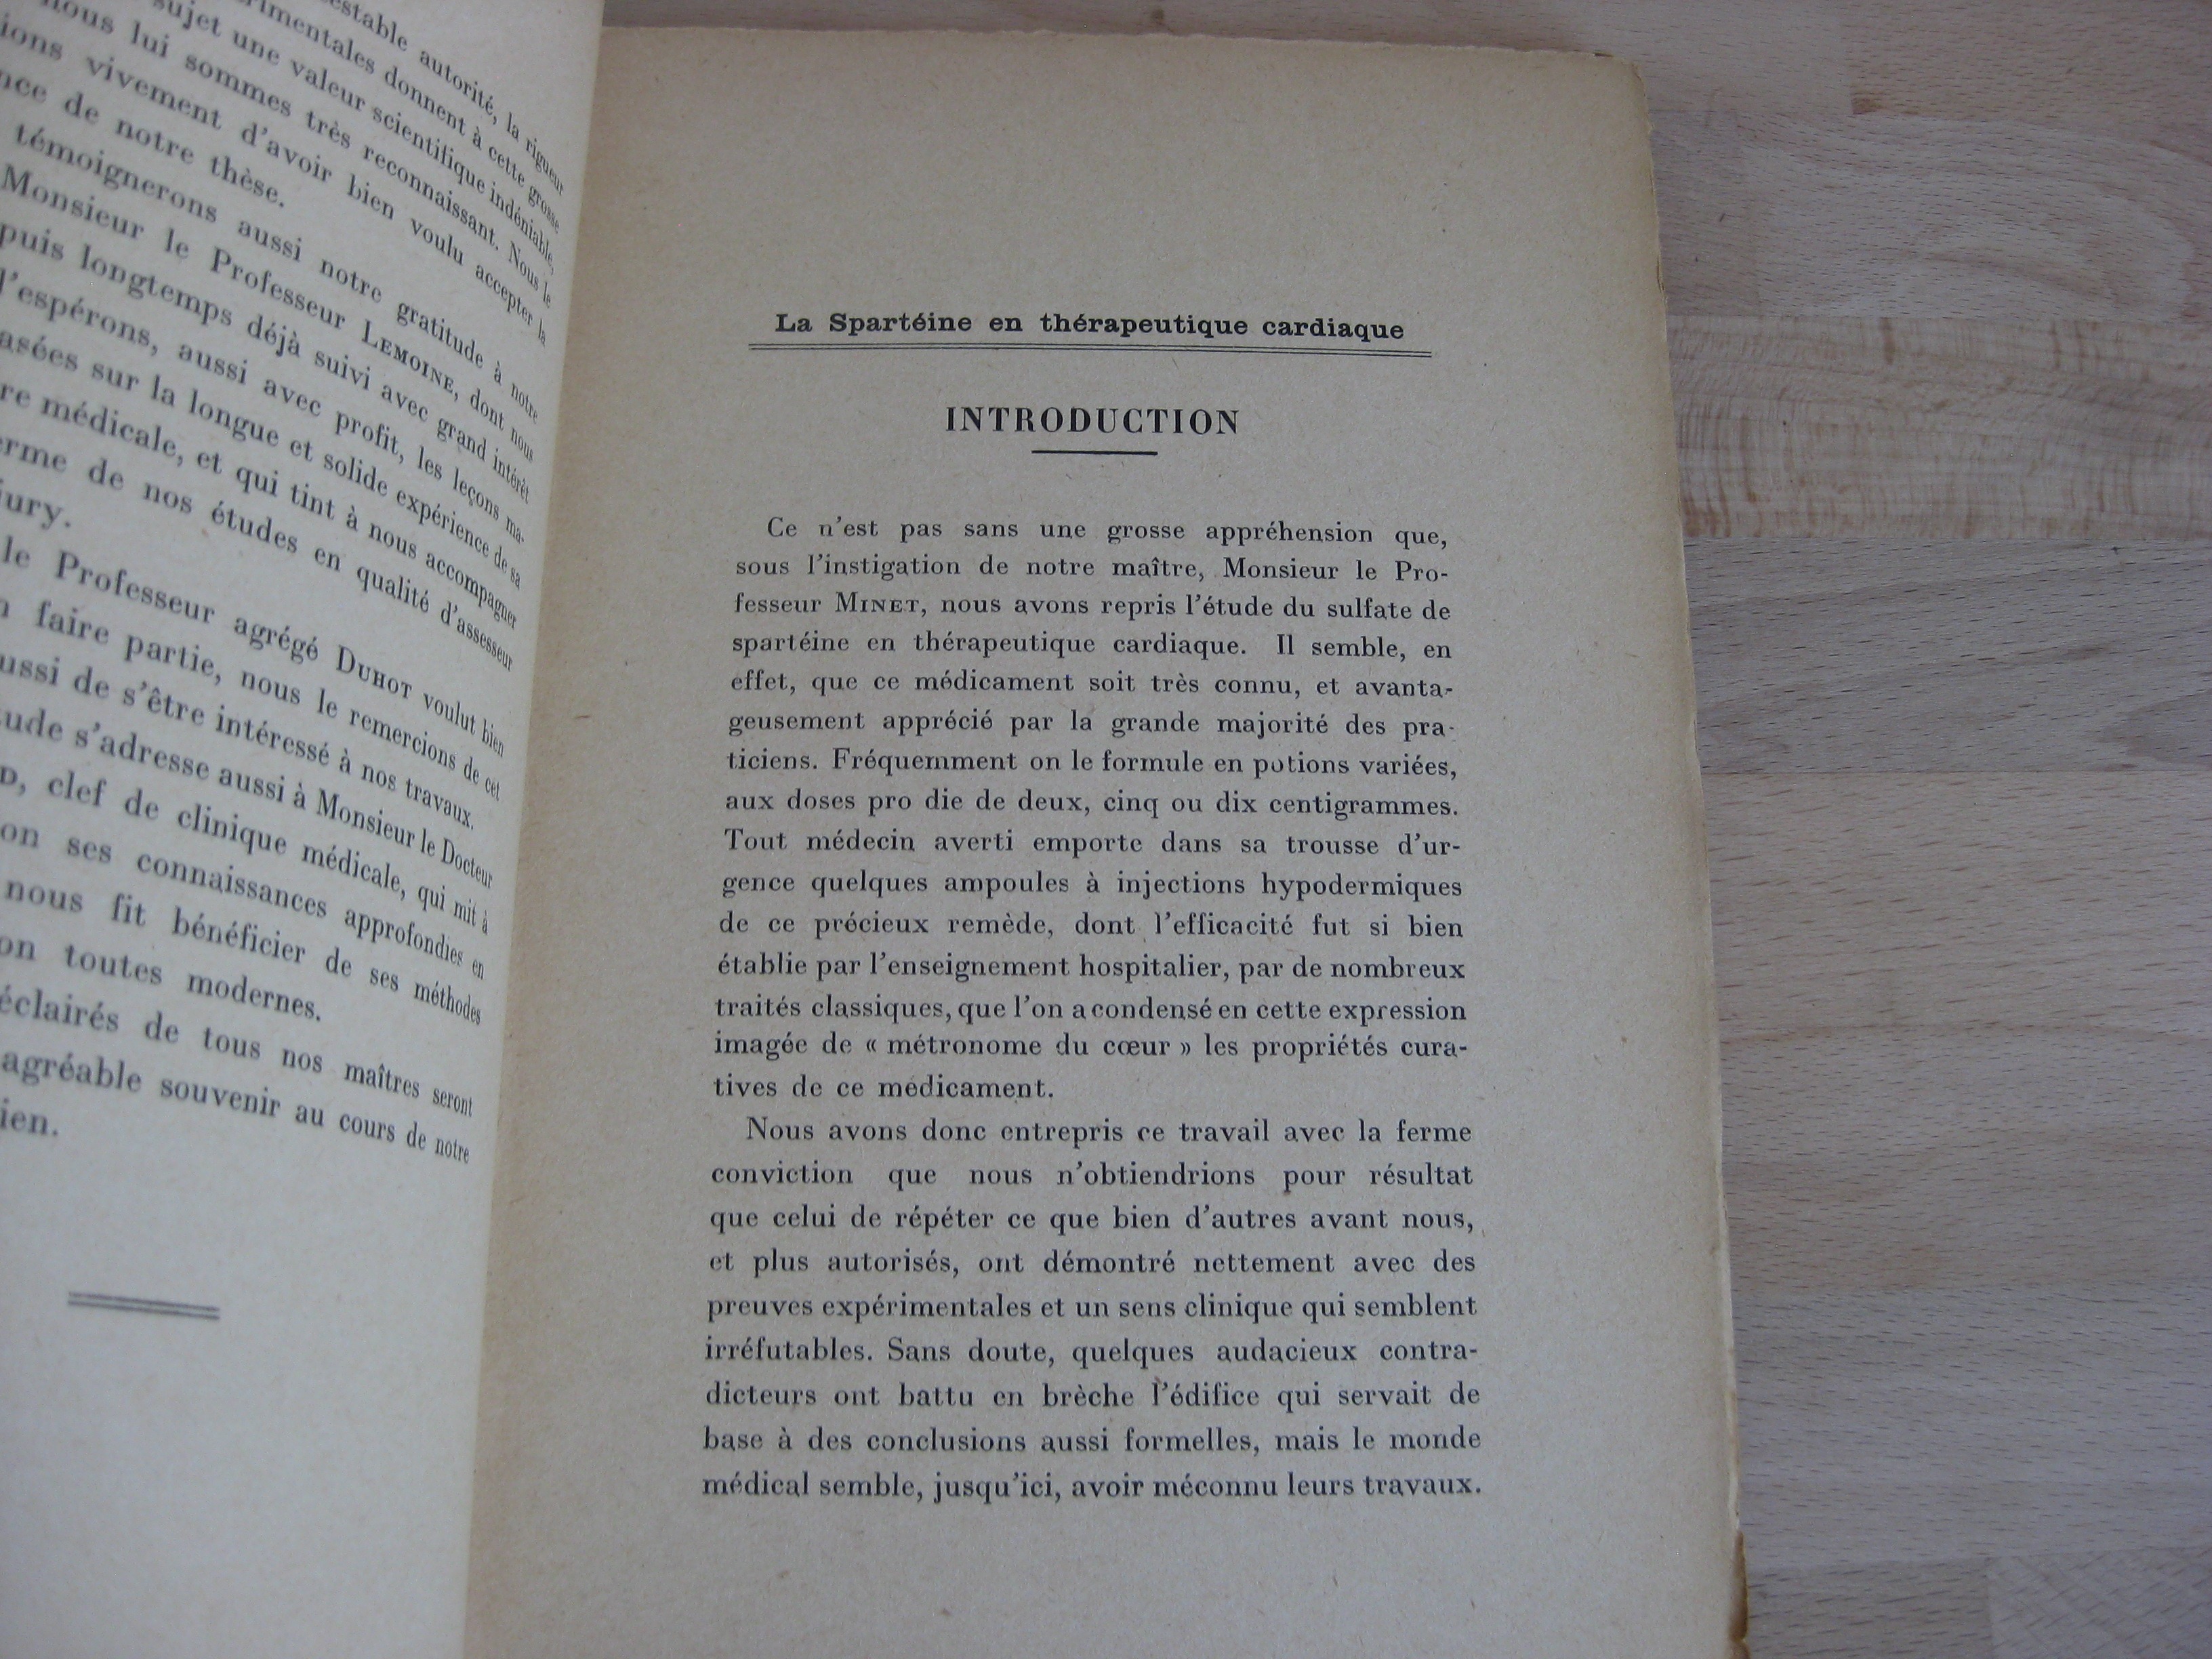 estable autorité, la rigueur
rimentales donnent à cette grosse
sujet une valeur scientifique indéniable,
nous lui sommes très reconnaissant. Nous le
ions vivement d'avoir bien voulu accepter la
nce de notre thèse.
témoignerons aussi notre gratitude à notre
Monsieur le Professeur LEMOINE, dont nous
puis longtemps déjà suivi avec grand intérêt
l'espérons, aussi avec profit, les leçons ma-
asées sur la longue et solide expérience de sa
re médicale, et qui tint à nous accompagner
erme de nos études en qualité d'assesseur
jury.
le Professeur agrégé DUHOT voulut bien
n faire partie, nous le remercions de cet
ussi de s'être intéressé à nos travaux.
tude s'adresse aussi à Monsieur le Docteur
D, clef de clinique médicale, qui mit à
on ses connaissances approfondies en
nous fit bénéficier de ses méthodes
on toutes modernes.
éclairés de tous nos maîtres seront
agréable souvenir au cours de notre
ien.
La Spartéine en thérapeutique cardiaque
INTRODUCTION
Ce n'est pas sans une grosse appréhension que,
sous l'instigation de notre maître, Monsieur le Pro-
fesseur MINET, nous avons repris l'étude du sulfate de
spartéine en thérapeutique cardiaque. Il semble, en
effet, que ce médicament soit très connu, et avanta-
geusement apprécié par la grande majorité des pra-
ticiens. Fréquemment on le formule en potions variées,
aux doses pro die de deux, cinq ou dix centigrammes.
Tout médecin averti emporte dans sa trousse d'ur-
gence quelques ampoules à injections hypodermiques
de ce précieux remède, dont l'efficacité fut si bien
établie par l'enseignement hospitalier, par de nombreux
traités classiques, que l'on a condensé en cette expression
imagée de « métronome du cœur » les propriétés cura-
tives de ce médicament.
Nous avons donc entrepris ce travail avec la ferme
conviction que nous n'obtiendrions pour résultat
que celui de répéter ce que bien d'autres avant nous,
et plus autorisés, ont démontré nettement avec des
preuves expérimentales et un sens clinique qui semblent
irréfutables. Sans doute, quelques audacieux contra-
dicteurs ont battu en brèche l'édifice qui servait de
base à des conclusions aussi formelles, mais le monde
médical semble, jusqu'ici, avoir méconnu leurs travaux.